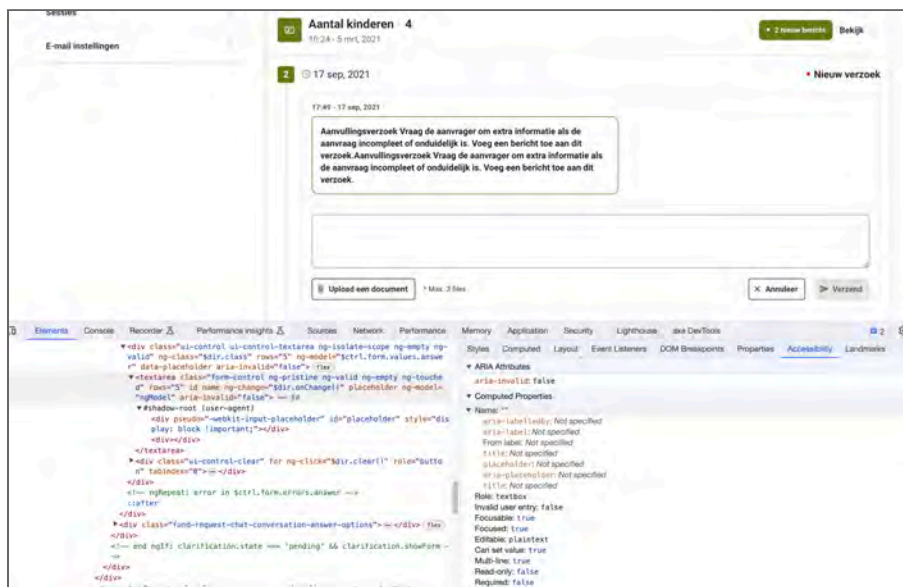 Sessies
E-mail instellingen
Aantal kinderen · 4
10:24 - 5 mrt, 2021
• 2 nieuw bericht
Bekijk
2
17 sep, 2021
• Nieuw verzoek
17:49 - 17 sep, 2021
Aanvullingsverzoek Vraag de aanvrager om extra informatie als de
aanvraag incompleet of onduidelijk is. Voeg een bericht toe aan dit
verzoek.Aanvullingsverzoek Vraag de aanvrager om extra informatie als
de aanvraag incompleet of onduidelijk is. Voeg een bericht toe aan dit
verzoek.
Upload een document
* Max. 3 files
Annuleer
Verzend
Elements Console Recorder Performance insights Sources Network Performance Memory Application Security Lighthouse axe DevTools 2
▼<div class="ui-control ui-control-textarea ng-isolate-scope ng-empty ng-
valid" ng-class="$dir.class" rows="5" ng-model="$ctrl.form.values.answe
r" data-placeholder aria-invalid="false"> flex
▼<textarea class="form-control ng-pristine ng-valid ng-empty ng-touche
d" rows="5" id name ng-change="$dir.onChange()" placeholder ng-model=
"ngModel" aria-invalid="false"> == $0
▼#shadow-root (user-agent)
<div pseudo="-webkit-input-placeholder" id="placeholder" style="dis
play: block !important;"></div>
<div></div>
</textarea>
▶<div class="ui-control-clear" for ng-click="$dir.clear()" role="butto
n" tabindex="0">⋯</div>
</div>
<!-- ngRepeat: error in $ctrl.form.errors.answer -->
::after
</div>
▶<div class="fund-request-chat-conversation-answer-options">⋯</div> flex
</div>
<!-- end ngIf: clarification.state === 'pending' && clarification.showForm -
->
</div>
</div>
Styles Computed Layout Event Listeners DOM Breakpoints Properties Accessibility Landmarks
▼ ARIA Attributes
aria-invalid: false
▼ Computed Properties
▼ Name: ""
aria-labelledby: Not specified
aria-label: Not specified
From label: Not specified
title: Not specified
placeholder: Not specified
aria-placeholder: Not specified
title: Not specified
Role: textbox
Invalid user entry: false
Focusable: true
Focused: true
Editable: plaintext
Can set value: true
Multi-line: true
Read-only: false
Required: false